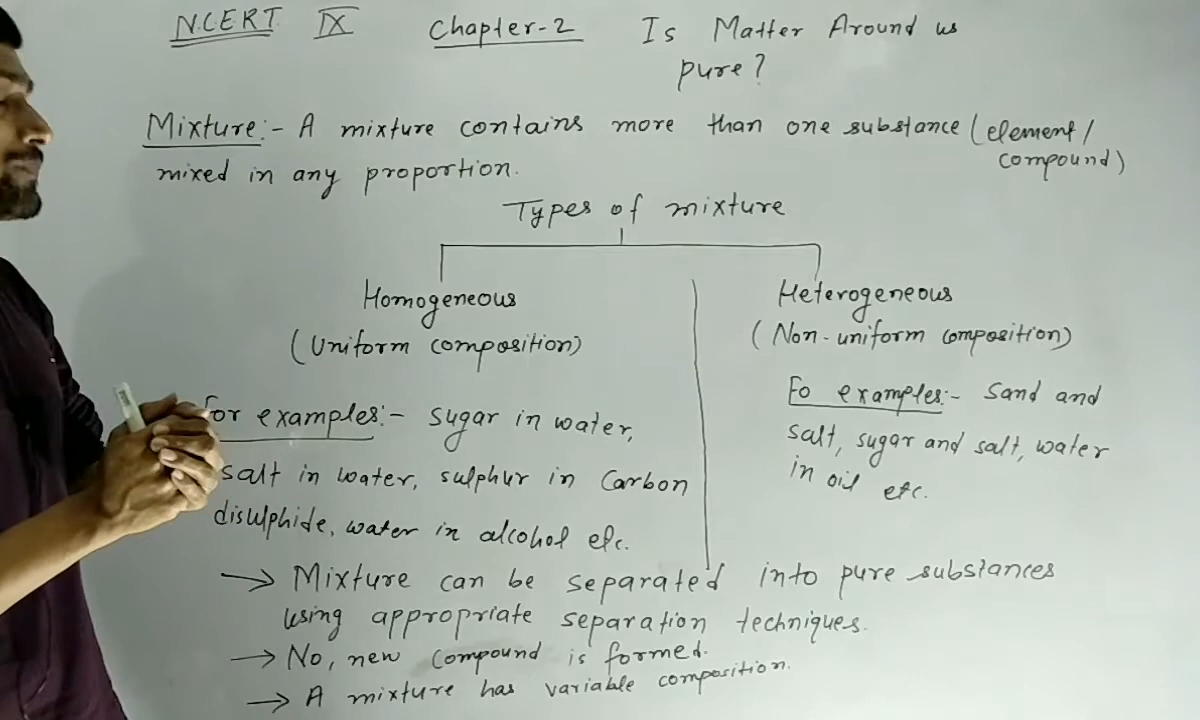 N.C.E.R.T IX Chapter-2 Is Matter Around us
pure?
Mixture:- A mixture contains more than one substance (element/
compound)
mixed in any proportion.
Types of mixture
Homogeneous
(Uniform composition)
For examples:- sugar in water,
salt in water, sulphur in Carbon
disulphide, water in alcohol etc.
Heterogeneous
(Non-uniform composition)
Fo examples:- Sand and
salt, sugar and salt, water
in oil etc.
→ Mixture can be separated into pure substances
using appropriate separation techniques.
→ No, new compound is formed.
→ A mixture has variable composition.